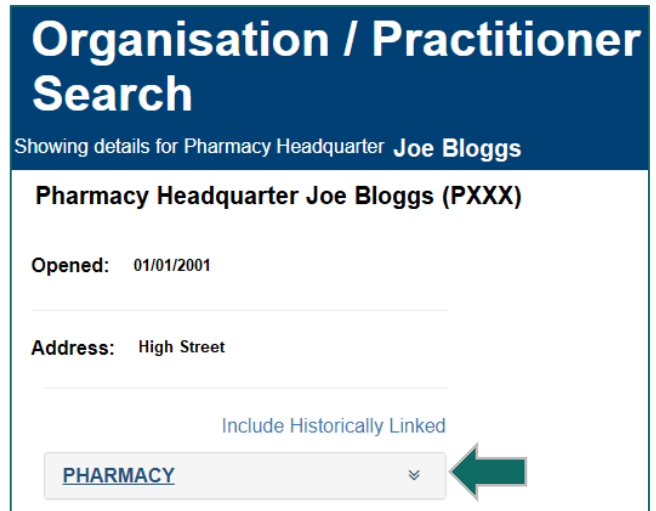 Organisation / Practitioner
Search
Showing details for Pharmacy Headquarter Joe Bloggs
Pharmacy Headquarter Joe Bloggs (PXXX)
Opened: 01/01/2001
Address: High Street
Include Historically Linked
PHARMACY